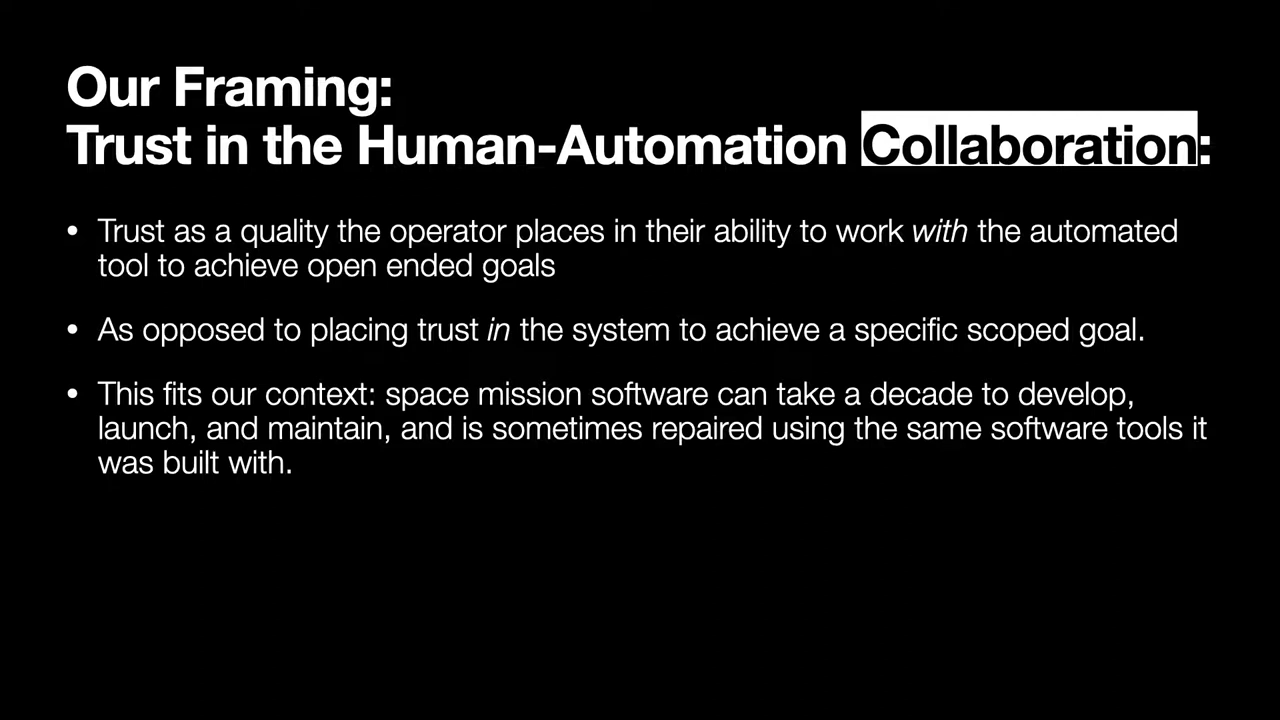 Our Framing:
Trust in the Human-Automation Collaboration:
• Trust as a quality the operator places in their ability to work with the automated
tool to achieve open ended goals
• As opposed to placing trust in the system to achieve a specific scoped goal.
• This fits our context: space mission software can take a decade to develop,
launch, and maintain, and is sometimes repaired using the same software tools it
was built with.